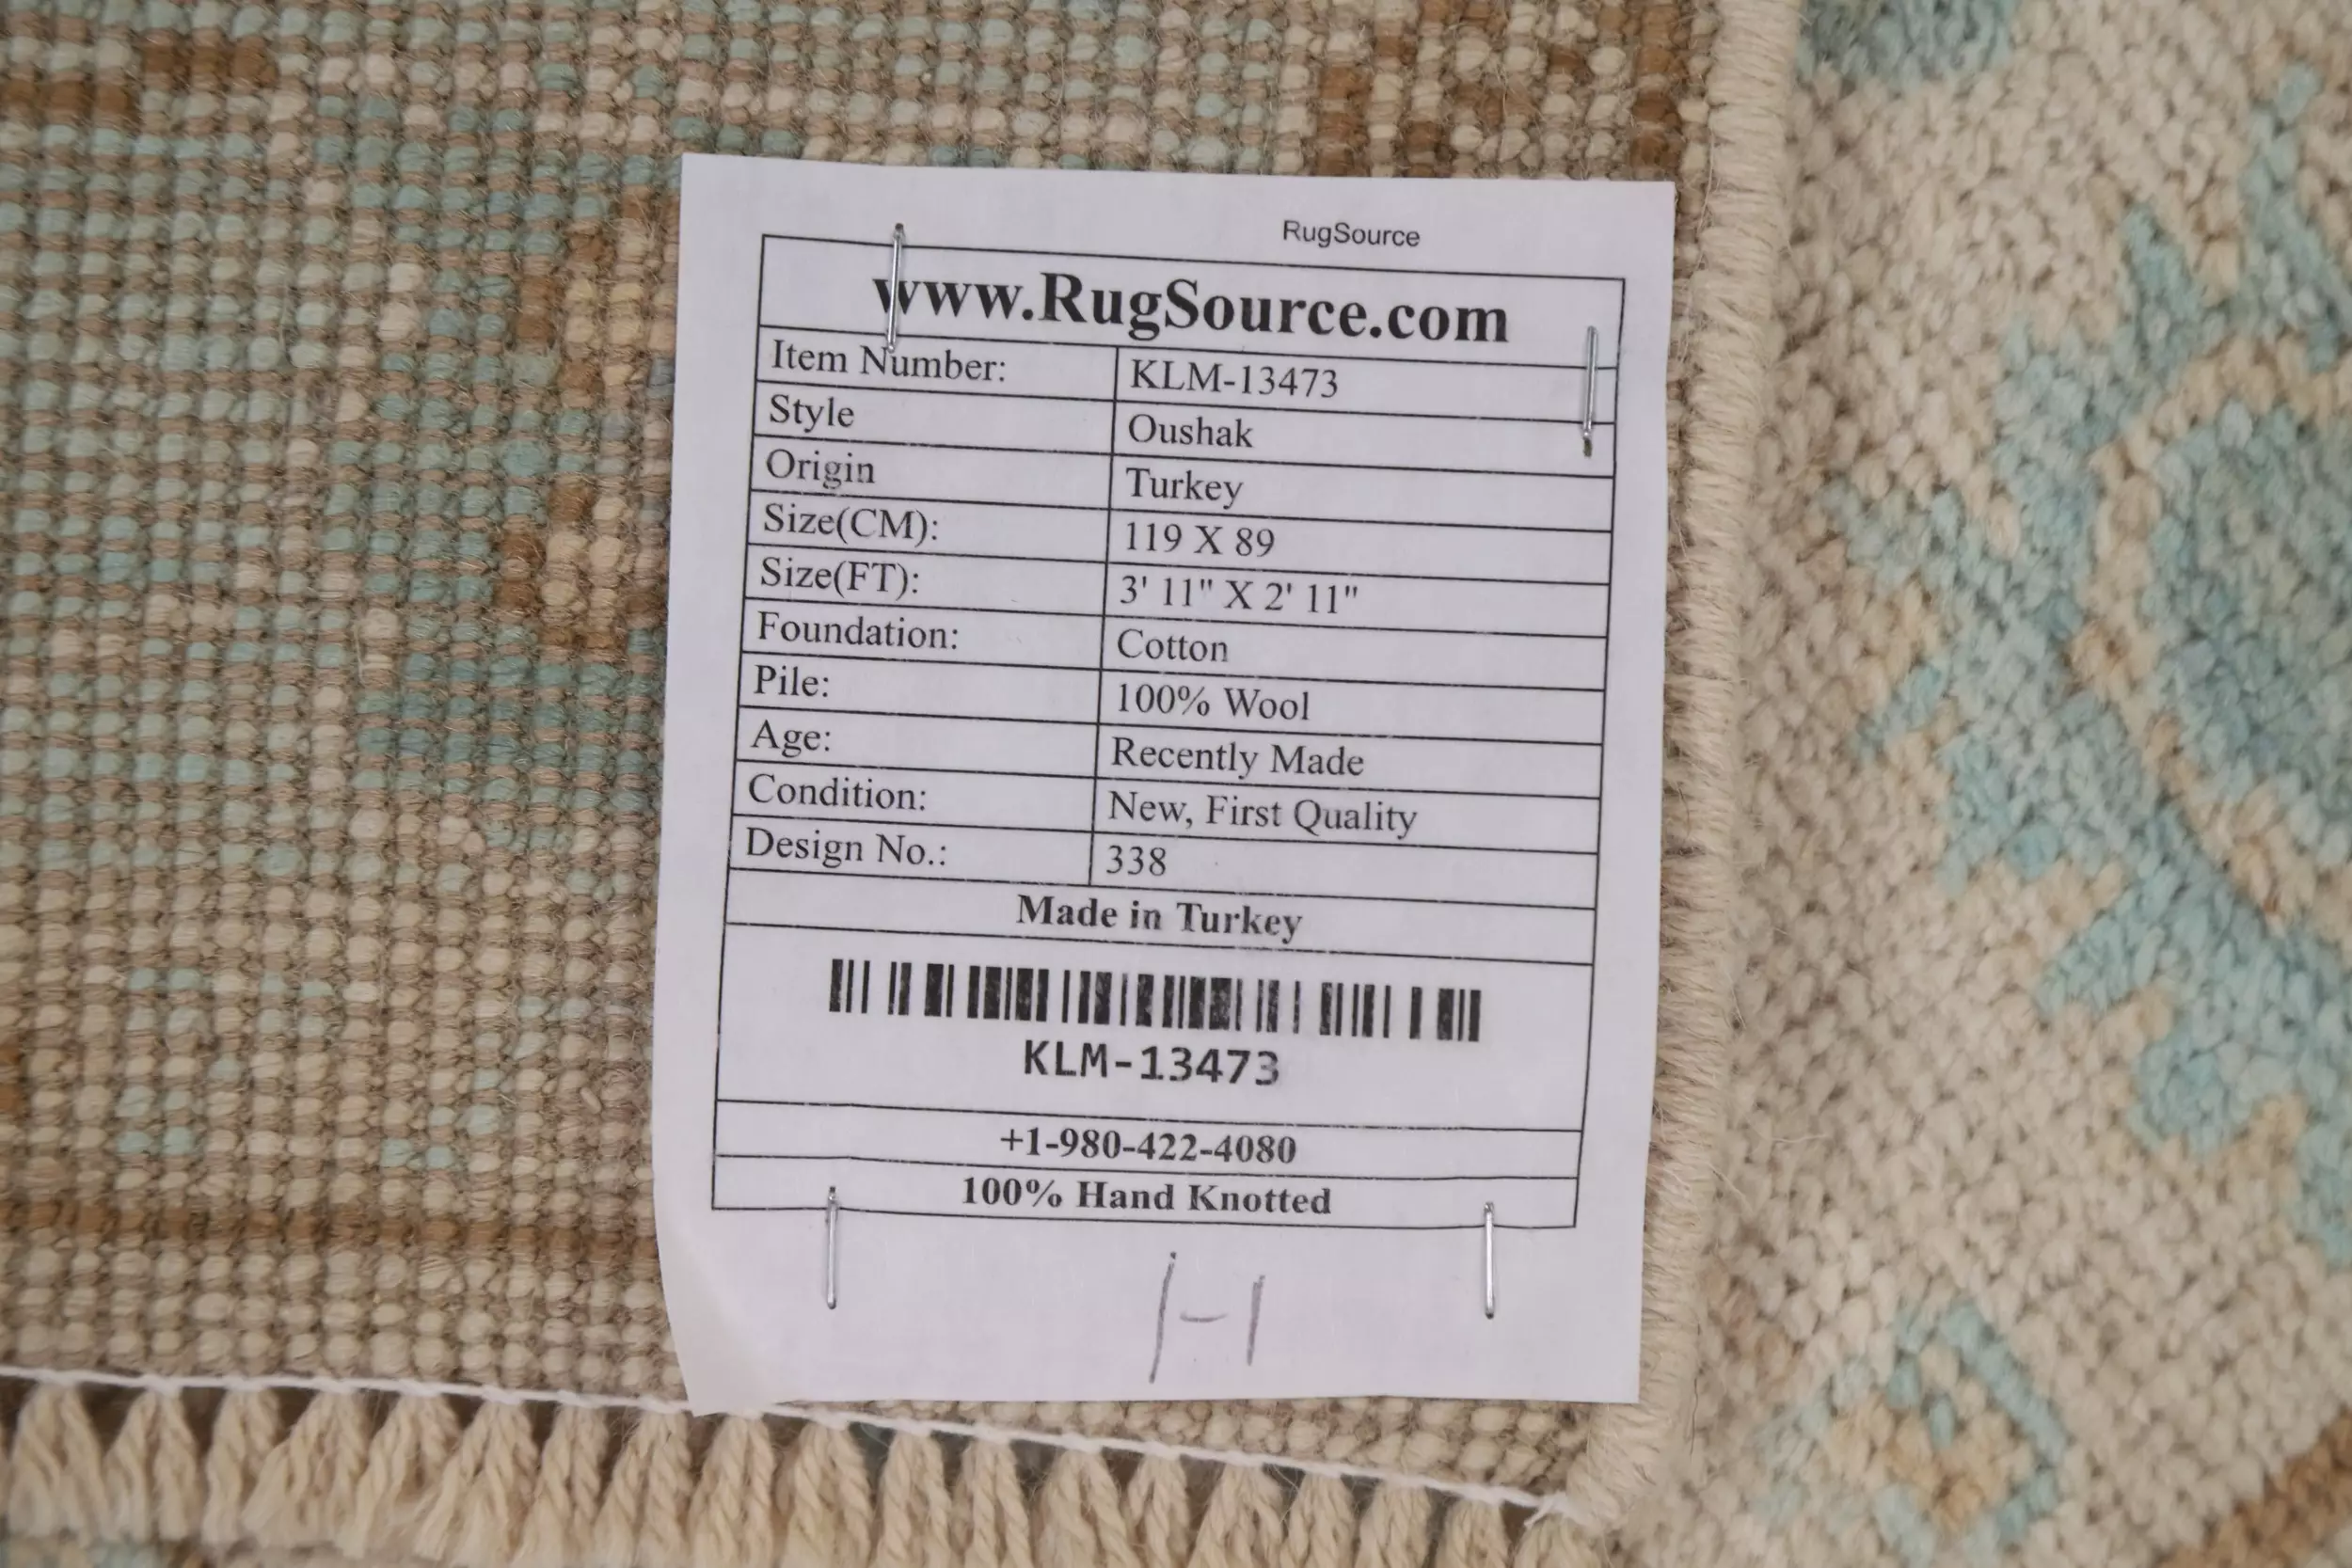 RugSource
www.RugSource.com
Item Number: KLM-13473
Style Oushak
Origin Turkey
Size(CM): 119 X 89
Size(FT): 3' 11" X 2' 11"
Foundation: Cotton
Pile: 100% Wool
Age: Recently Made
Condition: New, First Quality
Design No.: 338
Made in Turkey
KLM-13473
+1-980-422-4080
100% Hand Knotted
1-1